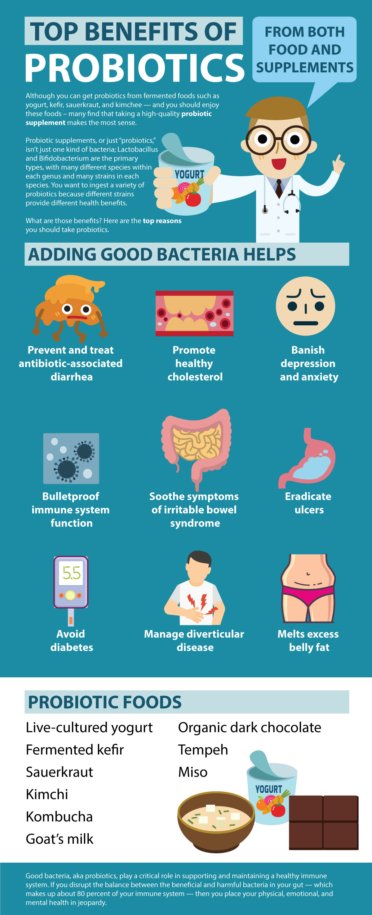 TOP BENEFITS OF
PROBIOTICS
FROM BOTH
FOOD AND
SUPPLEMENTS
Although you can get probiotics from fermented foods such as
yogurt, kefir, sauerkraut, and kimchee — and you should enjoy
these foods – many find that taking a high-quality probiotic
supplement makes the most sense.
Probiotic supplements, or just "probiotics,"
isn't just one kind of bacteria; Lactobacillus
and Bifidobacterium are the primary
types, with many different species within
each genus and many strains in each
species. You want to ingest a variety of
probiotics because different strains
provide different health benefits.
What are those benefits? Here are the top reasons
you should take probiotics.
YOGURT
ADDING GOOD BACTERIA HELPS
Prevent and treat
antibiotic-associated
diarrhea
Promote
healthy
cholesterol
Banish
depression
and anxiety
Bulletproof
immune system
function
Soothe symptoms
of irritable bowel
syndrome
Eradicate
ulcers
5.5
Avoid
diabetes
Manage diverticular
disease
Melts excess
belly fat
PROBIOTIC FOODS
Live-cultured yogurt
Fermented kefir
Sauerkraut
Kimchi
Kombucha
Goat's milk
Organic dark chocolate
Tempeh
Miso
YOGURT
Good bacteria, aka probiotics, play a critical role in supporting and maintaining a healthy immune
system. If you disrupt the balance between the beneficial and harmful bacteria in your gut — which
makes up about 80 percent of your immune system — then you place your physical, emotional, and
mental health in jeopardy.